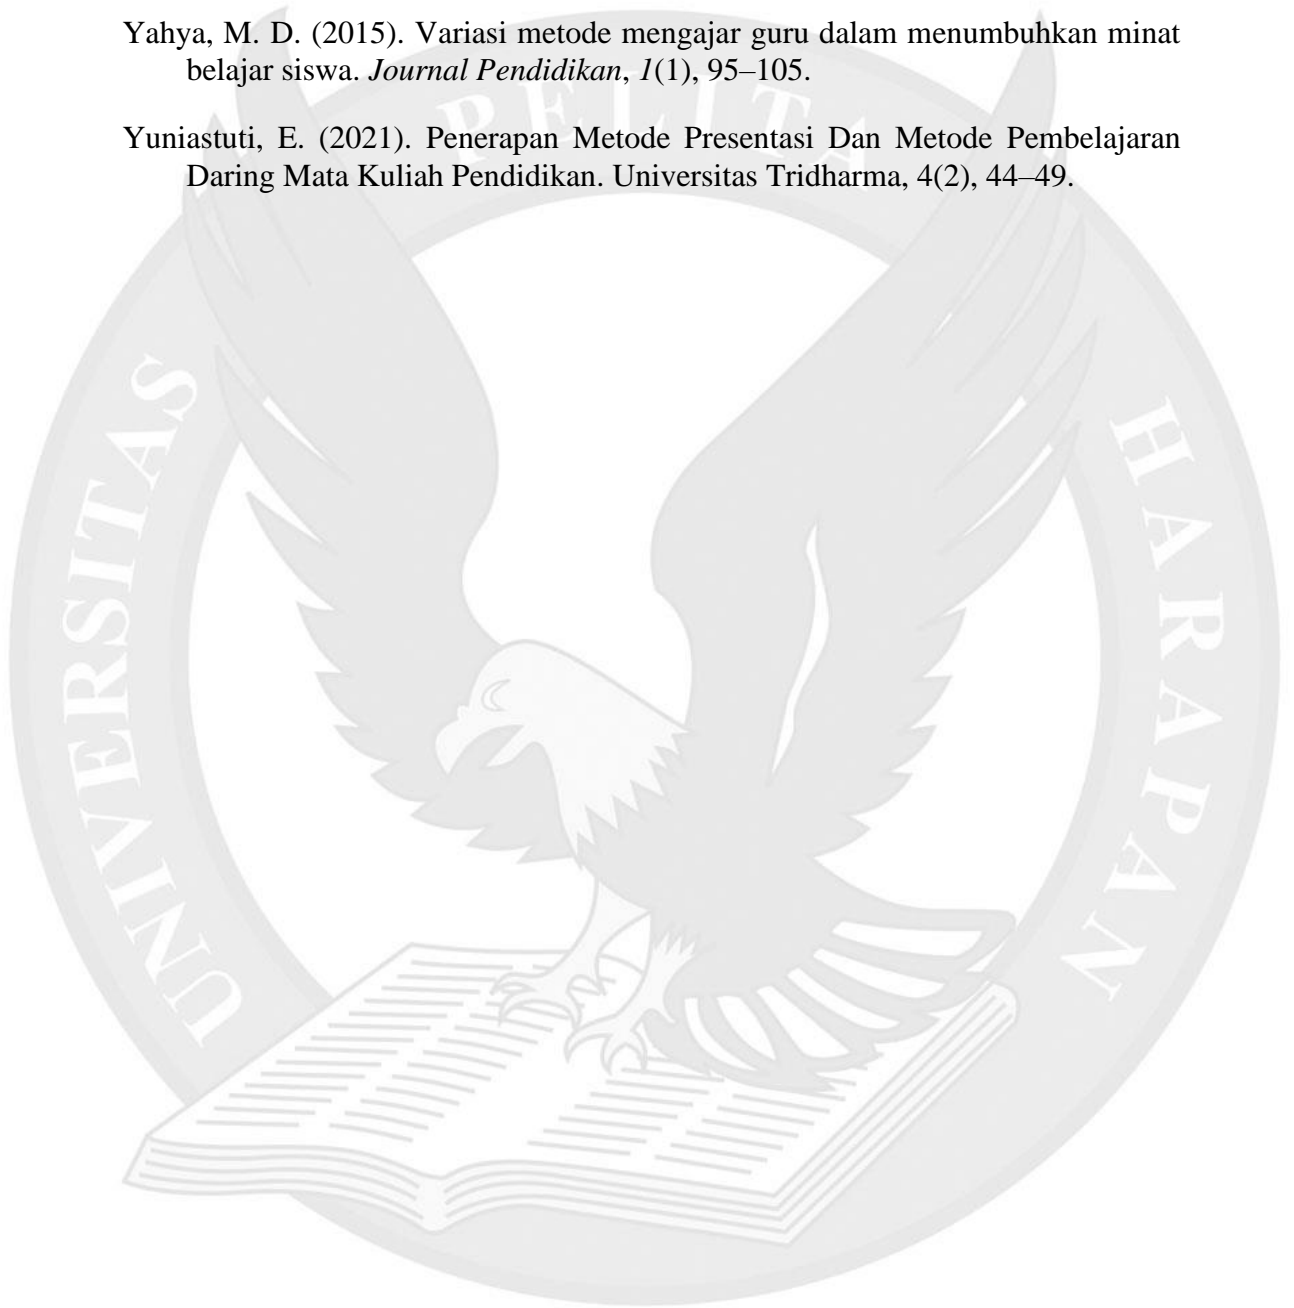 Yahya, M. D. (2015). Variasi metode mengajar guru dalam menumbuhkan minat
belajar siswa. Journal Pendidikan, 1(1), 95–105.
Yuniastuti, E. (2021). Penerapan Metode Presentasi Dan Metode Pembelajaran
Daring Mata Kuliah Pendidikan. Universitas Tridharma, 4(2), 44–49.
UNIVERSITAS PELITA HARAPAN